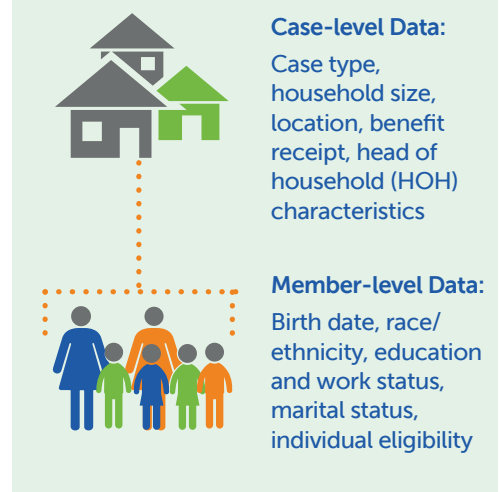 Case-level Data:
Case type,
household size,
location, benefit
receipt, head of
household (HOH)
characteristics
Member-level Data:
Birth date, race/
ethnicity, education
and work status,
marital status,
individual eligibility